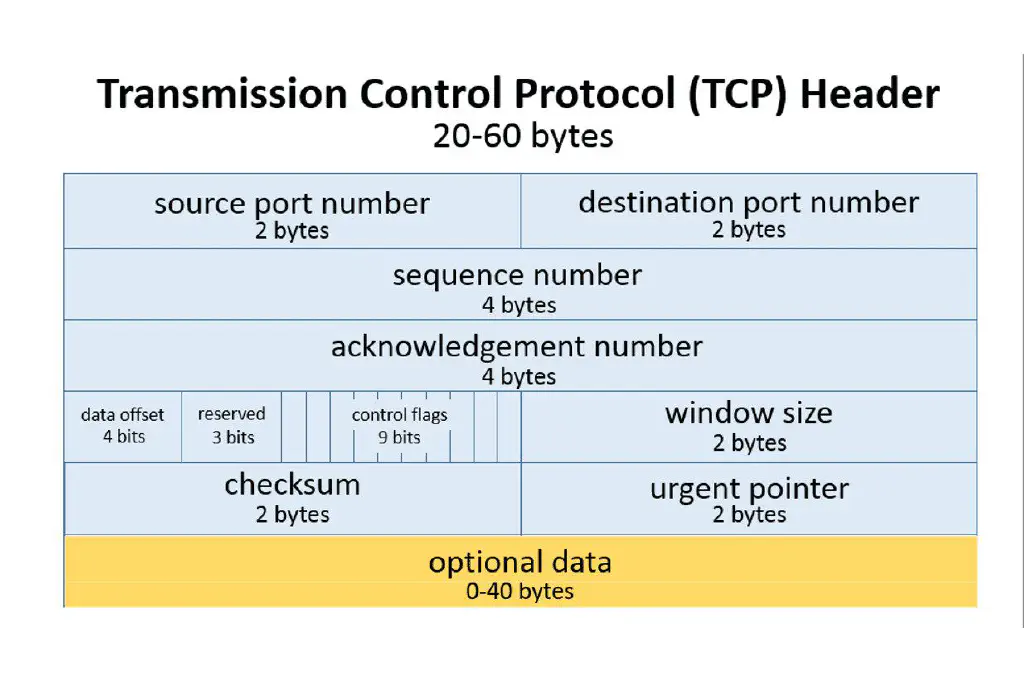 Transmission Control Protocol (TCP) Header
20-60 bytes
source port number
2 bytes
destination port number
2 bytes
sequence number
4 bytes
acknowledgement number
4 bytes
data offset
4 bits
reserved
3 bits
control flags
9 bits
window size
2 bytes
checksum
2 bytes
urgent pointer
2 bytes
optional data
0-40 bytes